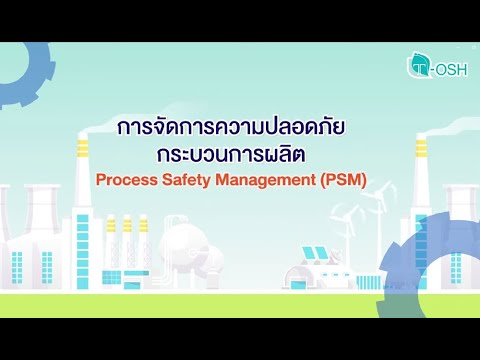 T-OSH
การจัดการความปลอดภัย
กระบวนการผลิต
Process Safety Management (PSM)